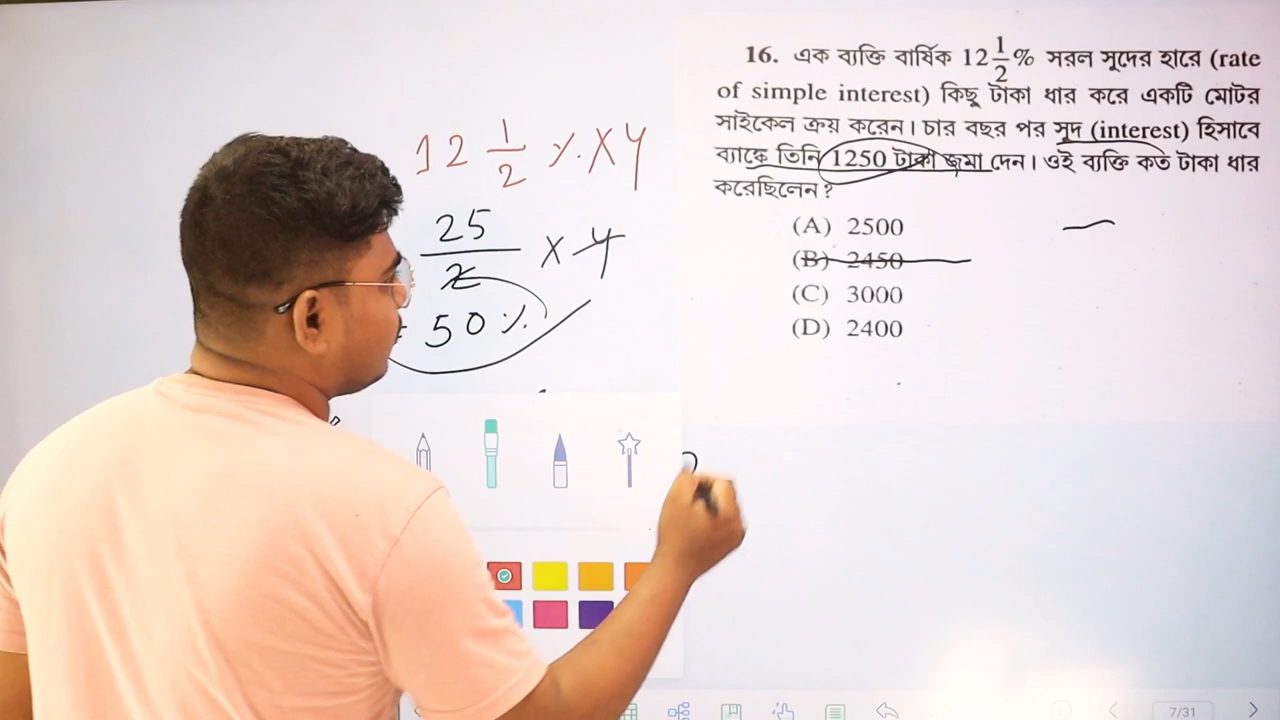 12 1/2 % X 4
25/2 X 4
= 50 %
16. এক ব্যক্তি বার্ষিক 12 1/2 % সরল সুদের হারে (rate
of simple interest) কিছু টাকা ধার করে একটি মোটর
সাইকেল ক্রয় করেন। চার বছর পর সুদ (interest) হিসাবে
ব্যাঙ্কে তিনি 1250 টাকা জমা দেন। ওই ব্যক্তি কত টাকা ধার
করেছিলেন ?
(A) 2500
(B) 2450
(C) 3000
(D) 2400
7/31